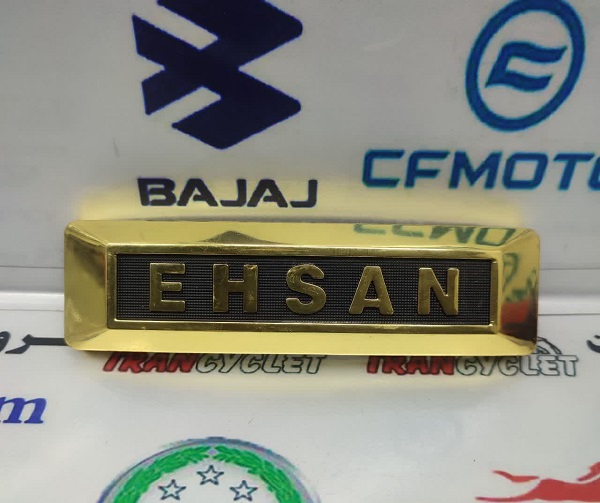 BAJAJ
CFMOTO
EHSAN
TRANCYCLET
TRANCYCLET